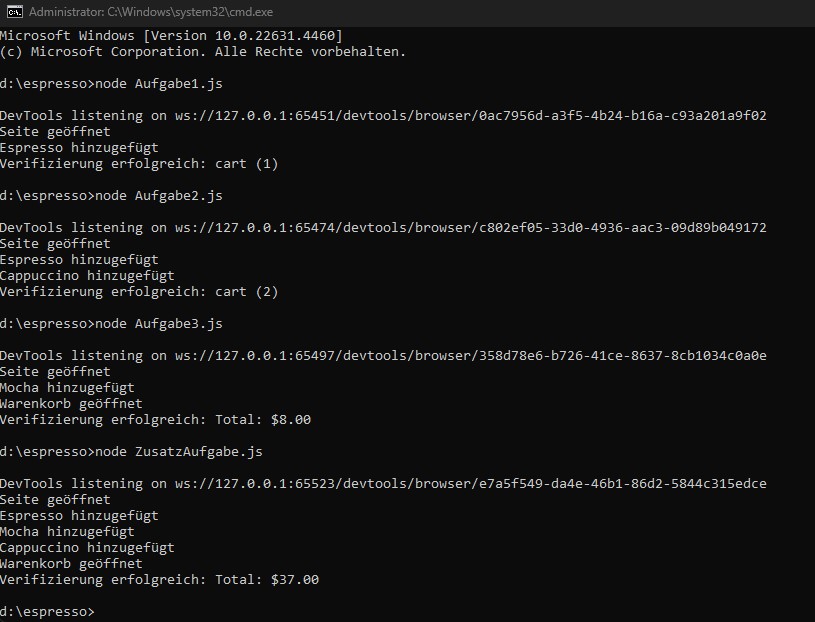 Administrator: C:\Windows\system32\cmd.exe
Microsoft Windows [Version 10.0.22631.4460]
(c) Microsoft Corporation. Alle Rechte vorbehalten.
d:\espresso>node Aufgabe1.js
DevTools listening on ws://127.0.0.1:65451/devtools/browser/0ac7956d-a3f5-4b24-b16a-c93a201a9f02
Seite geöffnet
Espresso hinzugefügt
Verifizierung erfolgreich: cart (1)
d:\espresso>node Aufgabe2.js
DevTools listening on ws://127.0.0.1:65474/devtools/browser/c802ef05-33d0-4936-aac3-09d89b049172
Seite geöffnet
Espresso hinzugefügt
Cappuccino hinzugefügt
Verifizierung erfolgreich: cart (2)
d:\espresso>node Aufgabe3.js
DevTools listening on ws://127.0.0.1:65497/devtools/browser/358d78e6-b726-41ce-8637-8cb1034c0a0e
Seite geöffnet
Mocha hinzugefügt
Warenkorb geöffnet
Verifizierung erfolgreich: Total: $8.00
d:\espresso>node ZusatzAufgabe.js
DevTools listening on ws://127.0.0.1:65523/devtools/browser/e7a5f549-da4e-46b1-86d2-5844c315edce
Seite geöffnet
Espresso hinzugefügt
Mocha hinzugefügt
Cappuccino hinzugefügt
Warenkorb geöffnet
Verifizierung erfolgreich: Total: $37.00
d:\espresso>